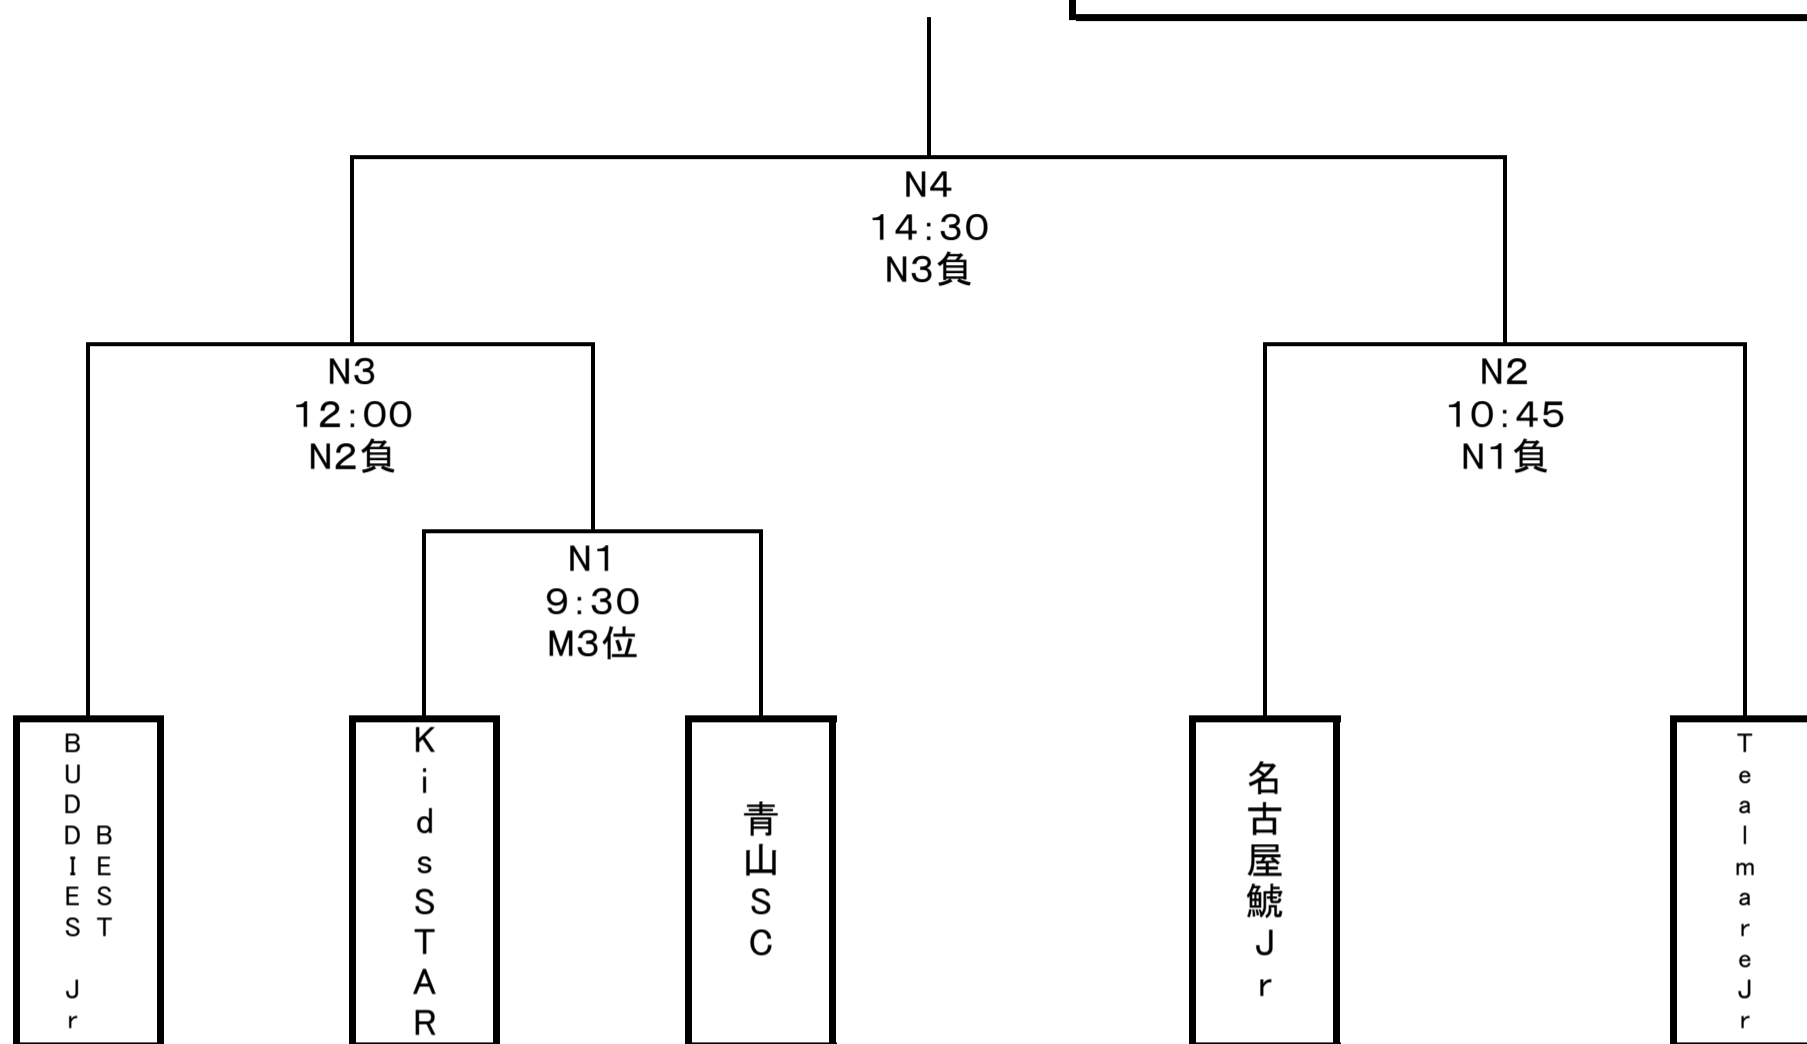 N4
14:30
N3負
N3
12:00
N2負
N2
10:45
N1負
N1
9:30
M3位
BEST
BUDDIES Jr
KidsSTAR
青山SC
名古屋鯱Jr
TealmareJr